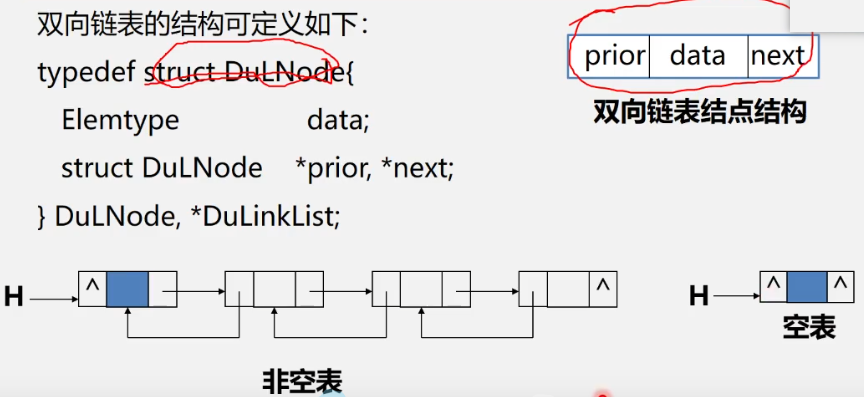 双向链表的结构可定义如下：
typedef struct DuLNode{
Elemtype data;
struct DuLNode *prior, *next;
} DuLNode, *DuLinkList;
prior data next
双向链表结点结构
H ^ ^
非空表
H ^ ^
空表